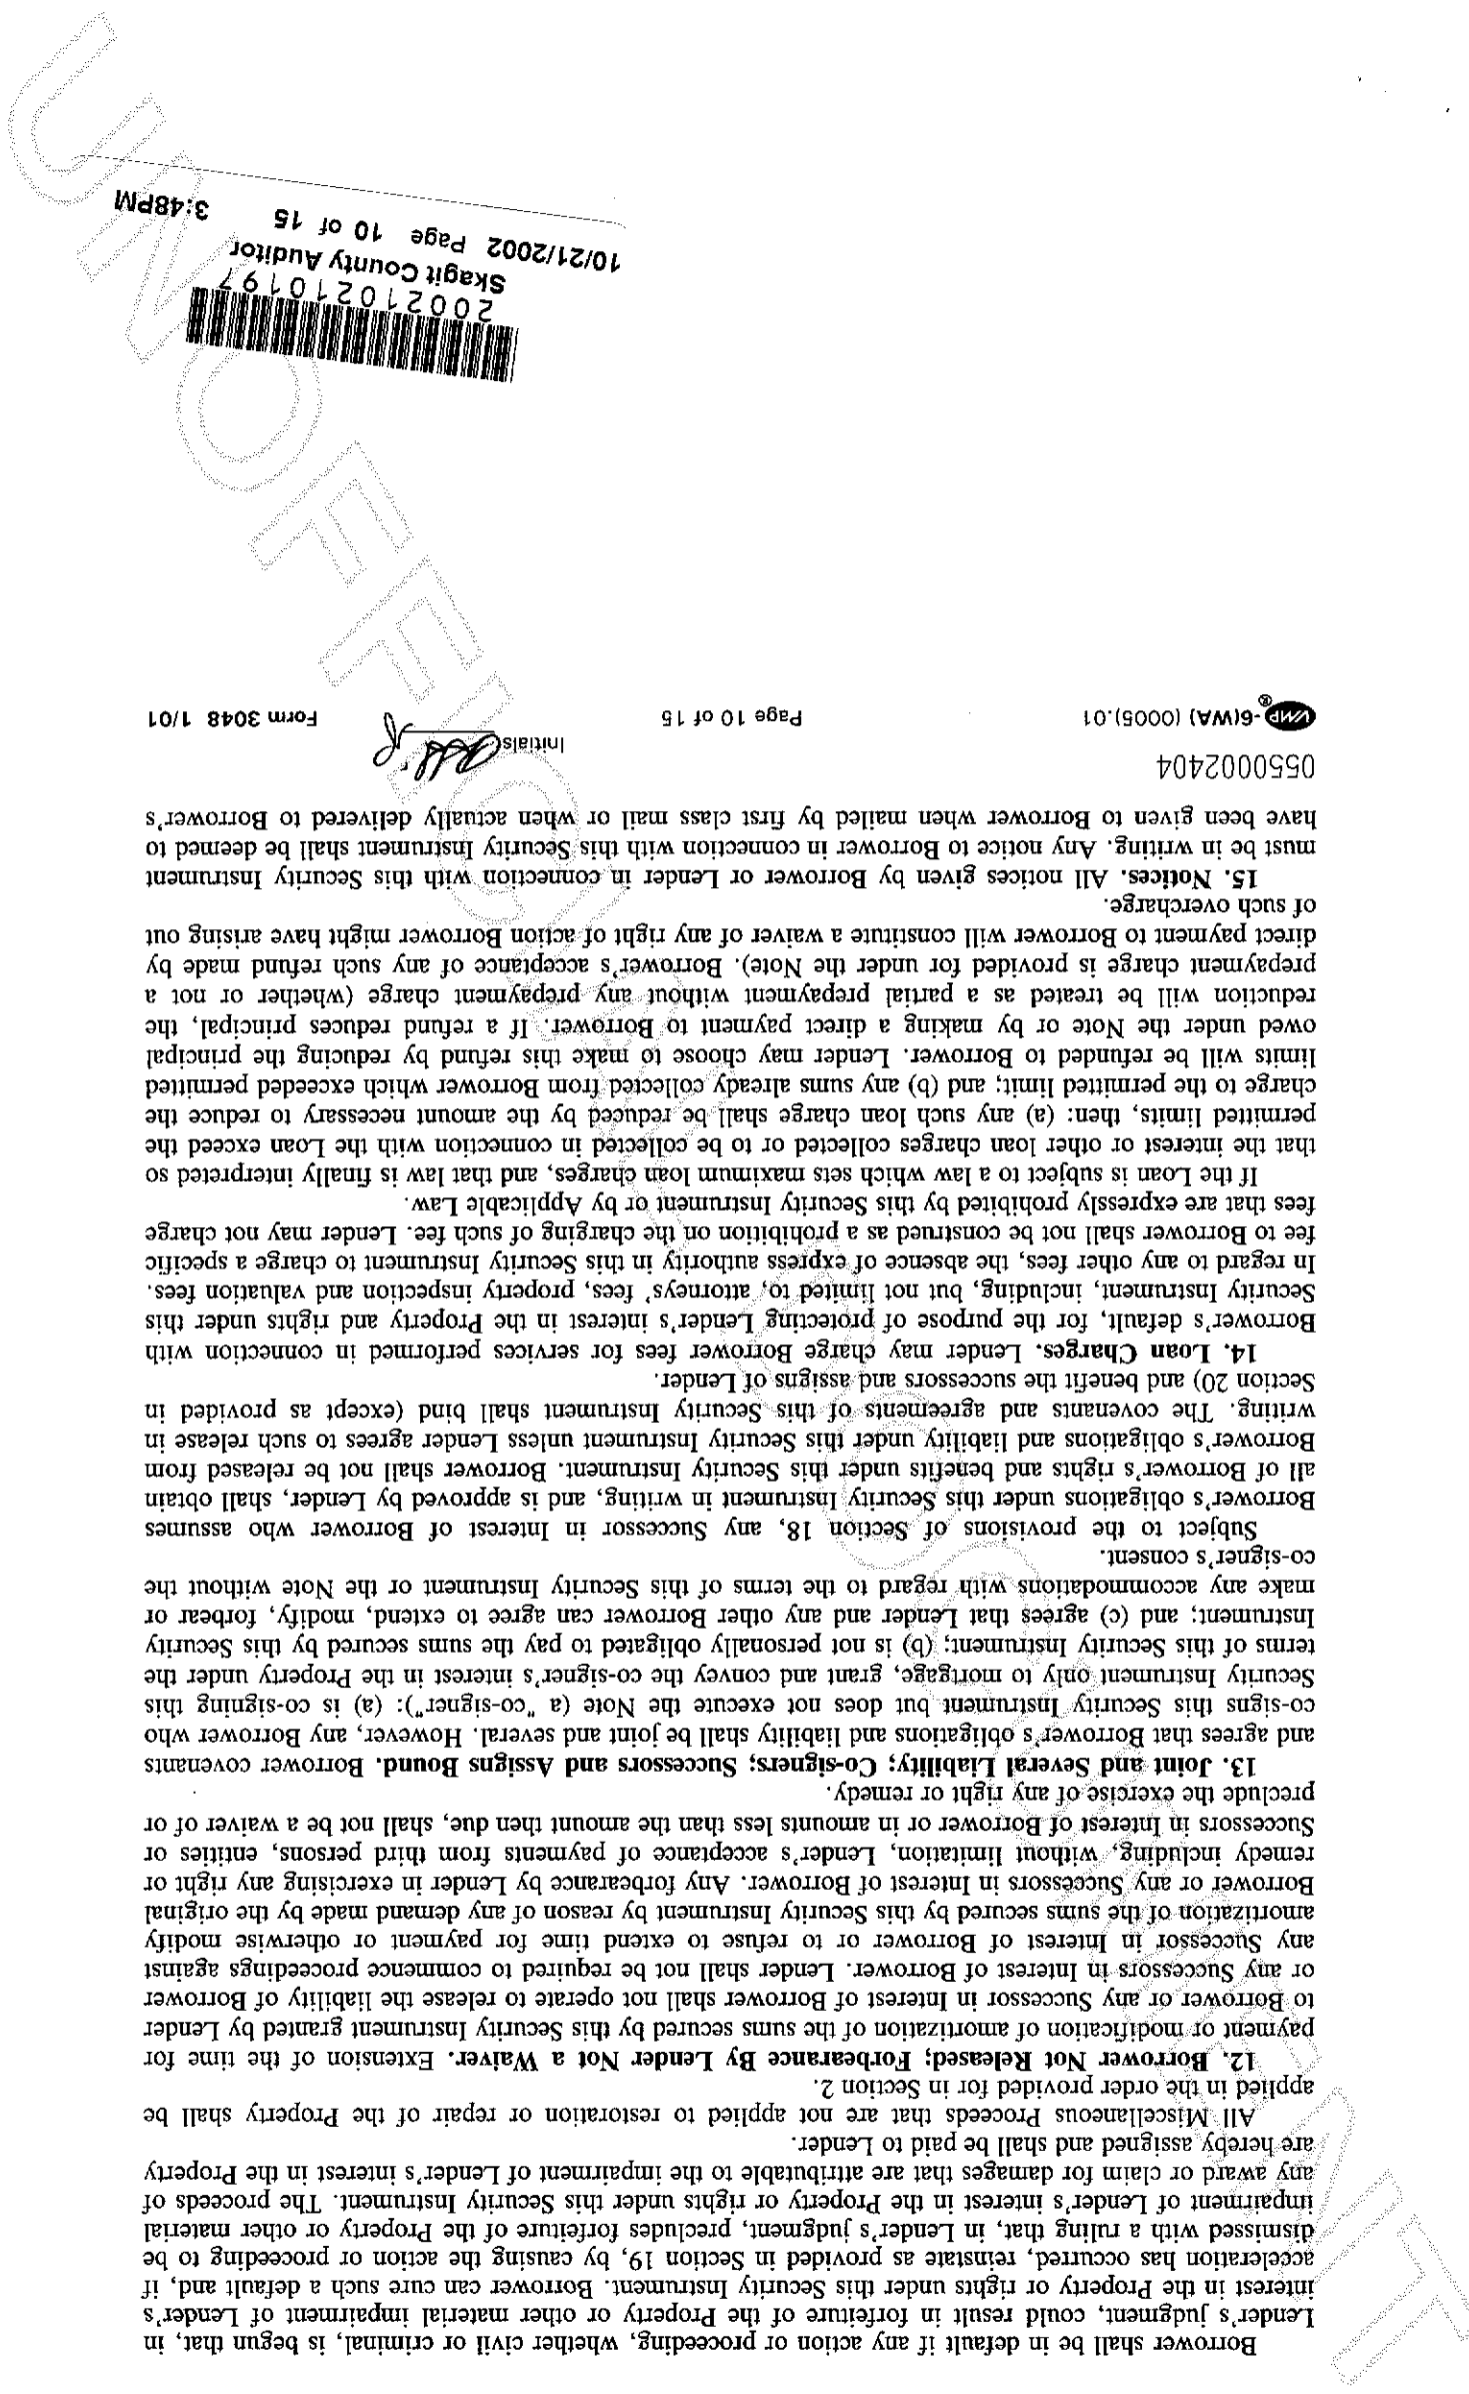 Borrower shall be in default if any action or proceeding, whether civil or criminal, is begun that, in
Lender's judgment, could result in forfeiture of the Property or other material impairment of Lender's
interest in the Property or rights under this Security Instrument. Borrower can cure such a default and, if
acceleration has occurred, reinstate as provided in Section 19, by causing the action or proceeding to be
dismissed with a ruling that, in Lender's judgment, precludes forfeiture of the Property or other material
impairment of Lender's interest in the Property or rights under this Security Instrument. The proceeds of
any award or claim for damages that are attributable to the impairment of Lender's interest in the Property
are hereby assigned and shall be paid to Lender.
All Miscellaneous Proceeds that are not applied to restoration or repair of the Property shall be
applied in the order provided for in Section 2.
12. Borrower Not Released; Forbearance By Lender Not a Waiver. Extension of the time for
payment or modification of amortization of the sums secured by this Security Instrument granted by Lender
to Borrower or any Successor in Interest of Borrower shall not operate to release the liability of Borrower
or any Successors in Interest of Borrower. Lender shall not be required to commence proceedings against
any Successor in Interest of Borrower or to refuse to extend time for payment or otherwise modify
amortization of the sums secured by this Security Instrument by reason of any demand made by the original
Borrower or any Successors in Interest of Borrower. Any forbearance by Lender in exercising any right or
remedy including, without limitation, Lender's acceptance of payments from third persons, entities or
Successors in Interest of Borrower or in amounts less than the amount then due, shall not be a waiver of or
preclude the exercise of any right or remedy.
13. Joint and Several Liability; Co-signers; Successors and Assigns Bound. Borrower covenants
and agrees that Borrower's obligations and liability shall be joint and several. However, any Borrower who
co-signs this Security Instrument but does not execute the Note (a "co-signer"): (a) is co-signing this
Security Instrument only to mortgage, grant and convey the co-signer's interest in the Property under the
terms of this Security Instrument; (b) is not personally obligated to pay the sums secured by this Security
Instrument; and (c) agrees that Lender and any other Borrower can agree to extend, modify, forbear or
make any accommodations with regard to the terms of this Security Instrument or the Note without the
co-signer's consent.
Subject to the provisions of Section 18, any Successor in Interest of Borrower who assumes
Borrower's obligations under this Security Instrument in writing, and is approved by Lender, shall obtain
all of Borrower's rights and benefits under this Security Instrument. Borrower shall not be released from
Borrower's obligations and liability under this Security Instrument unless Lender agrees to such release in
writing. The covenants and agreements of this Security Instrument shall bind (except as provided in
Section 20) and benefit the successors and assigns of Lender.
14. Loan Charges. Lender may charge Borrower fees for services performed in connection with
Borrower's default, for the purpose of protecting Lender's interest in the Property and rights under this
Security Instrument, including, but not limited to, attorneys' fees, property inspection and valuation fees.
In regard to any other fees, the absence of express authority in this Security Instrument to charge a specific
fee to Borrower shall not be construed as a prohibition on the charging of such fee. Lender may not charge
fees that are expressly prohibited by this Security Instrument or by Applicable Law.
If the Loan is subject to a law which sets maximum loan charges, and that law is finally interpreted so
that the interest or other loan charges collected or to be collected in connection with the Loan exceed the
permitted limits, then: (a) any such loan charge shall be reduced by the amount necessary to reduce the
charge to the permitted limit; and (b) any sums already collected from Borrower which exceeded permitted
limits will be refunded to Borrower. Lender may choose to make this refund by reducing the principal
owed under the Note or by making a direct payment to Borrower. If a refund reduces principal, the
reduction will be treated as a partial prepayment without any prepayment charge (whether or not a
prepayment charge is provided for under the Note). Borrower's acceptance of any such refund made by
direct payment to Borrower will constitute a waiver of any right of action Borrower might have arising out
of such overcharge.
15. Notices. All notices given by Borrower or Lender in connection with this Security Instrument
must be in writing. Any notice to Borrower in connection with this Security Instrument shall be deemed to
have been given to Borrower when mailed by first class mail or when actually delivered to Borrower's
0550002404
Initials:
VMP®-6(WA) (0005).01 Page 10 of 15 Form 3048 1/01
200210210197
Skagit County Auditor
10/21/2002 Page 10 of 15 3:48PM
UNOFFICIAL DOCUMENT